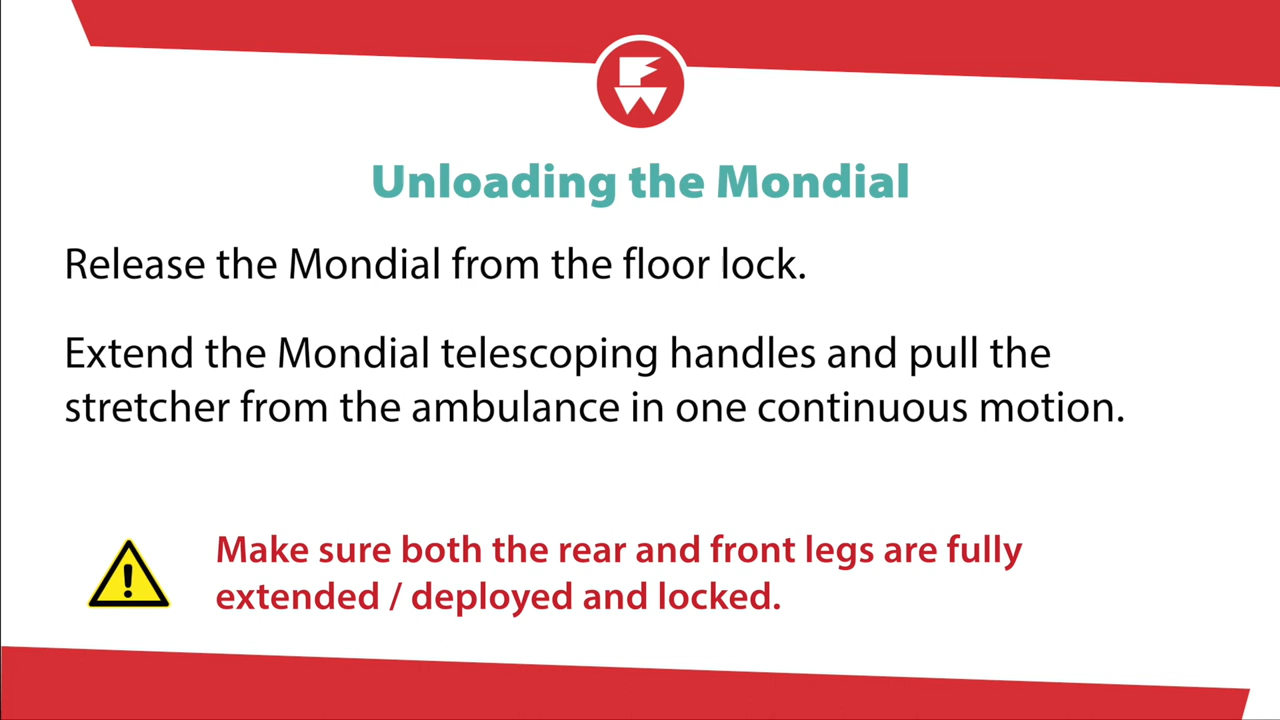 Unloading the Mondial
Release the Mondial from the floor lock.
Extend the Mondial telescoping handles and pull the
stretcher from the ambulance in one continuous motion.
Make sure both the rear and front legs are fully
extended / deployed and locked.